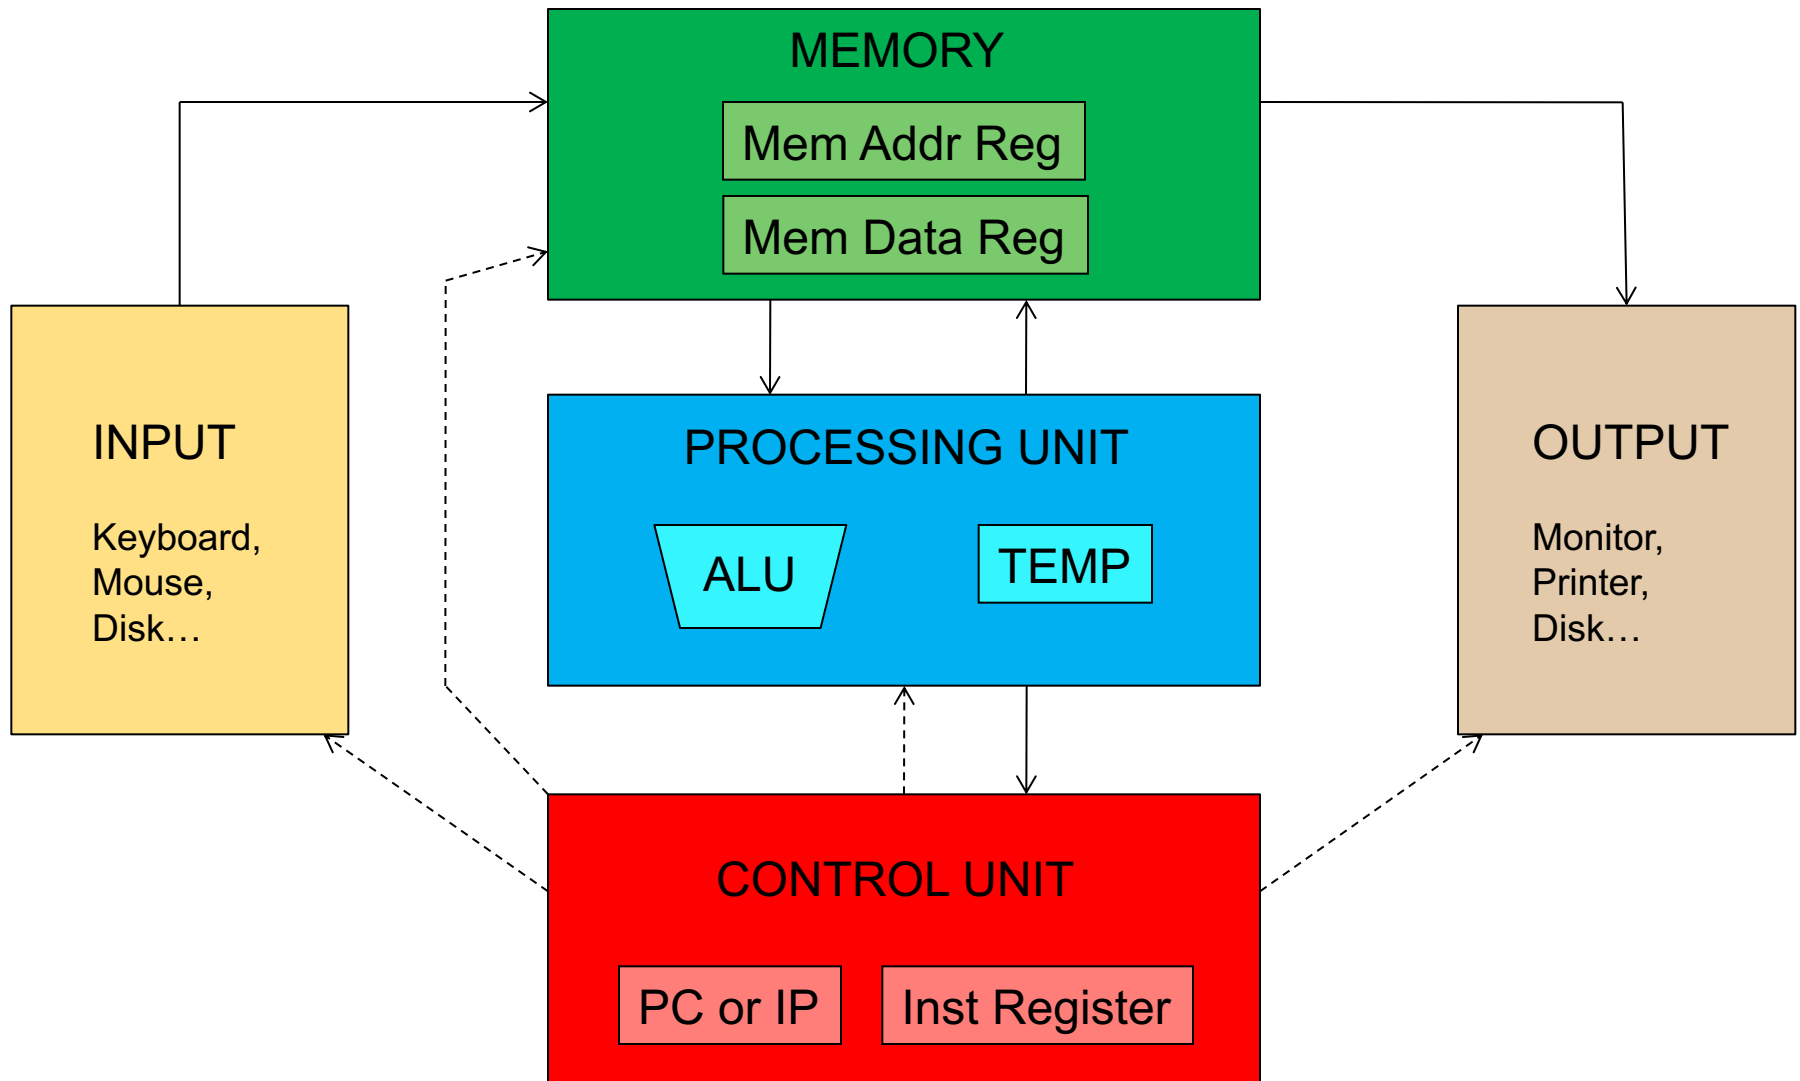 MEMORY
Mem Addr Reg
Mem Data Reg
INPUT
Keyboard,
Mouse,
Disk…
PROCESSING UNIT
ALU
TEMP
OUTPUT
Monitor,
Printer,
Disk…
CONTROL UNIT
PC or IP
Inst Register